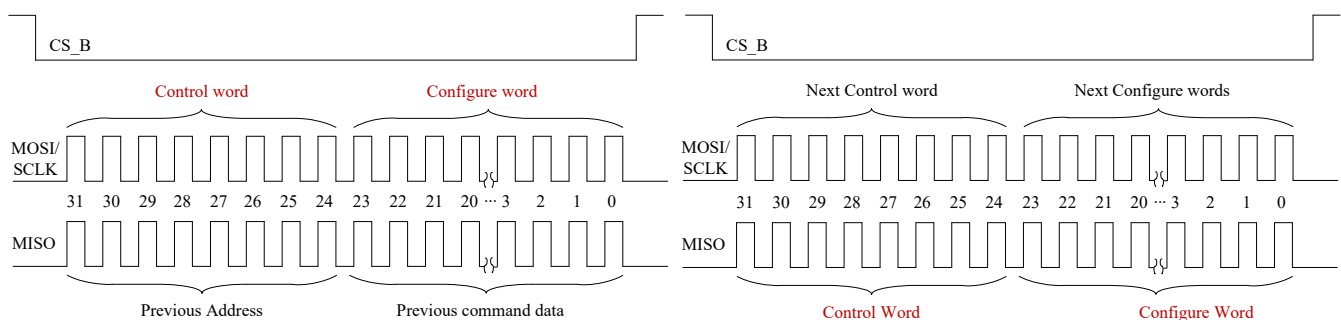 CS_B
Control word Configure word
MOSI/
SCLK
31 30 29 28 27 26 25 24 23 22 21 20 ... 3 2 1 0
MISO
Previous Address Previous command data
CS_B
Next Control word Next Configure words
MOSI/
SCLK
31 30 29 28 27 26 25 24 23 22 21 20 ... 3 2 1 0
MISO
Control Word Configure Word